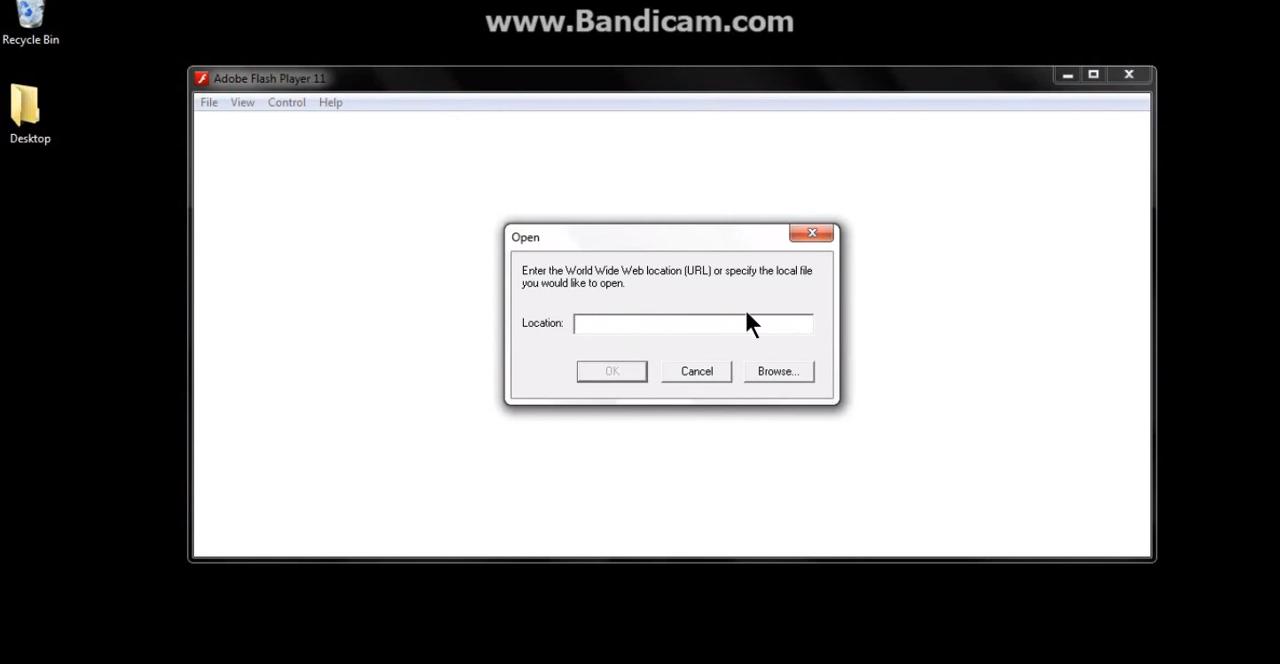 www.Bandicam.com
Recycle Bin
Adobe Flash Player 11
File View Control Help
Desktop
Open
Enter the World Wide Web location (URL) or specify the local file
you would like to open.
Location:
OK Cancel Browse...